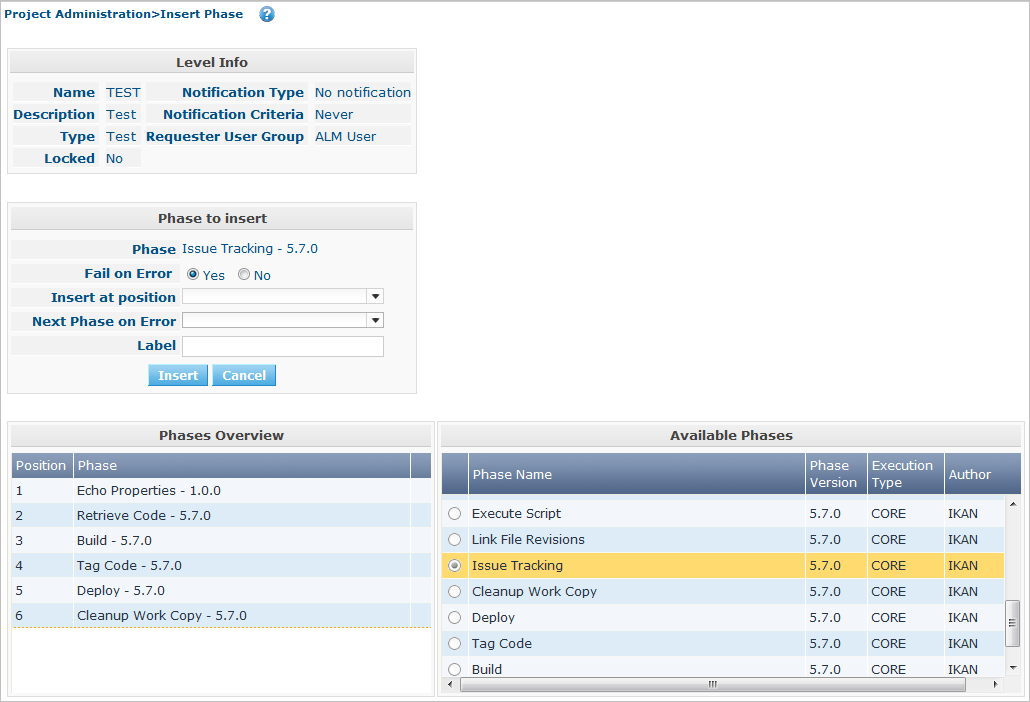 Project Administration>Insert Phase ?
Level Info
Name TEST Notification Type No notification
Description Test Notification Criteria Never
Type Test Requester User Group ALM User
Locked No
Phase to insert
Phase Issue Tracking - 5.7.0
Fail on Error Yes No
Insert at position
Next Phase on Error
Label
Insert Cancel
Phases Overview
Position Phase
1 Echo Properties - 1.0.0
2 Retrieve Code - 5.7.0
3 Build - 5.7.0
4 Tag Code - 5.7.0
5 Deploy - 5.7.0
6 Cleanup Work Copy - 5.7.0
Available Phases
Phase Name Phase Version Execution Type Author
Execute Script 5.7.0 CORE IKAN
Link File Revisions 5.7.0 CORE IKAN
Issue Tracking 5.7.0 CORE IKAN
Cleanup Work Copy 5.7.0 CORE IKAN
Deploy 5.7.0 CORE IKAN
Tag Code 5.7.0 CORE IKAN
Build 5.7.0 CORE IKAN